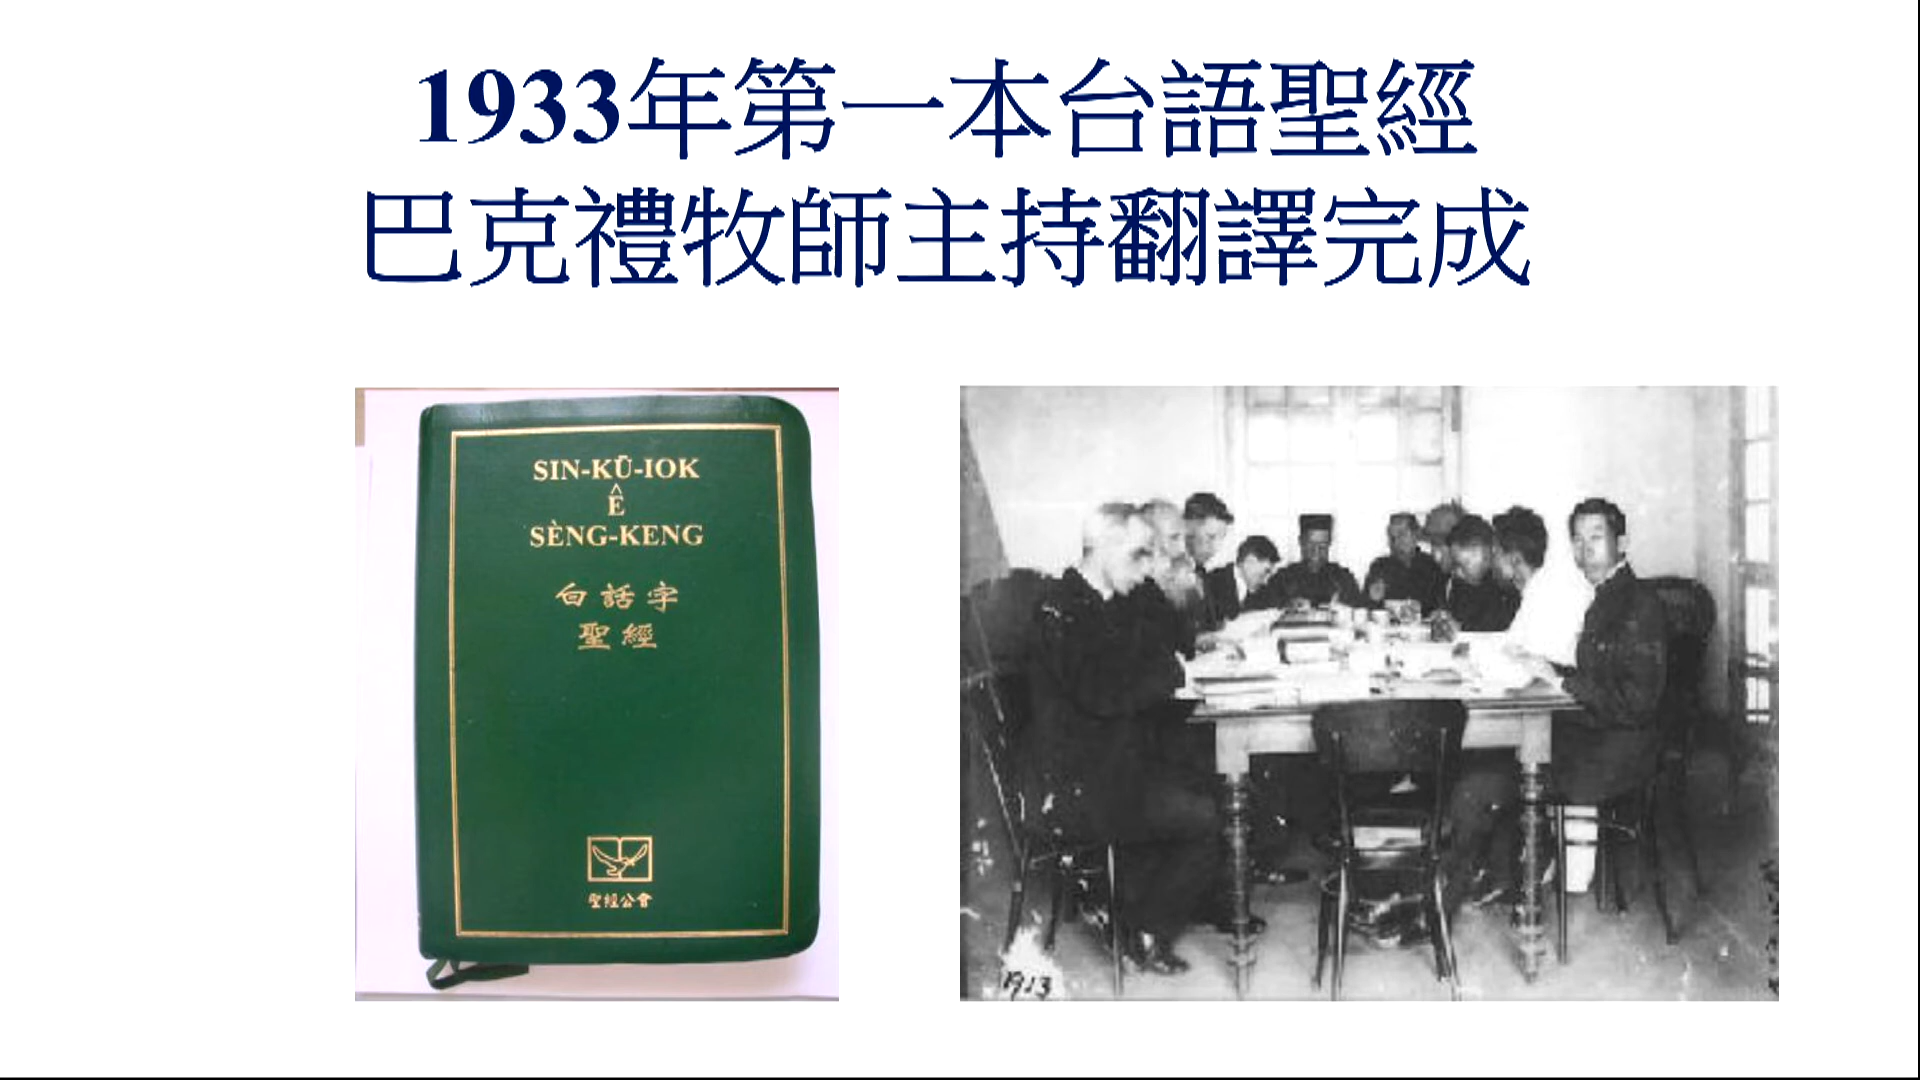 1933年第一本台語聖經
巴克禮牧師主持翻譯完成
SIN-KŪ-IOK
Ê
SÈNG-KENG
白話字
聖經
聖經公會
1913